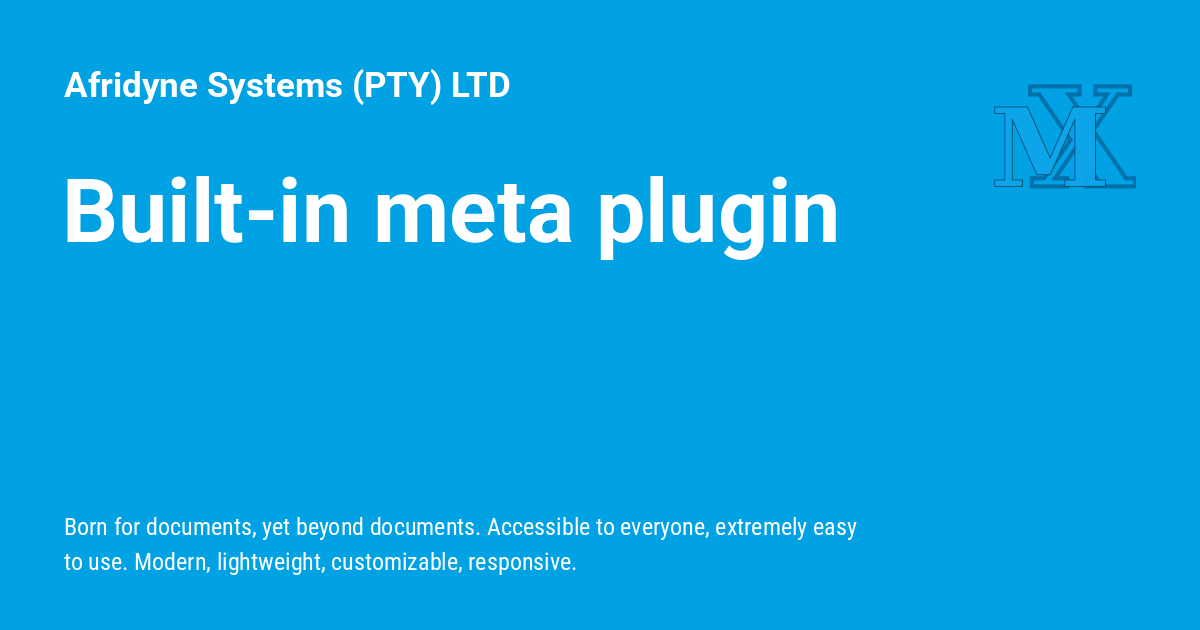 Afridyne Systems (PTY) LTD
MX
Built-in meta plugin
Born for documents, yet beyond documents. Accessible to everyone, extremely easy
to use. Modern, lightweight, customizable, responsive.